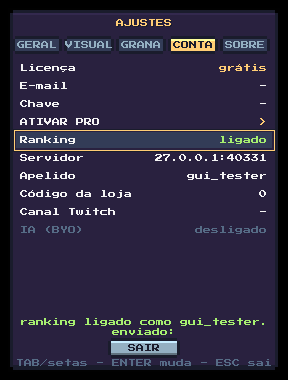 AJUSTES
GERAL VISUAL GRANA CONTA SOBRE
Licença grátis
E-mail -
Chave -
ATIVAR PRO >
Ranking ligado
Servidor 27.0.0.1:40331
Apelido gui_tester
Código da loja 0
Canal Twitch -
IA (BYO) desligado
ranking ligado como gui_tester.
enviado:
SAIR
TAB/setas - ENTER muda - ESC sai